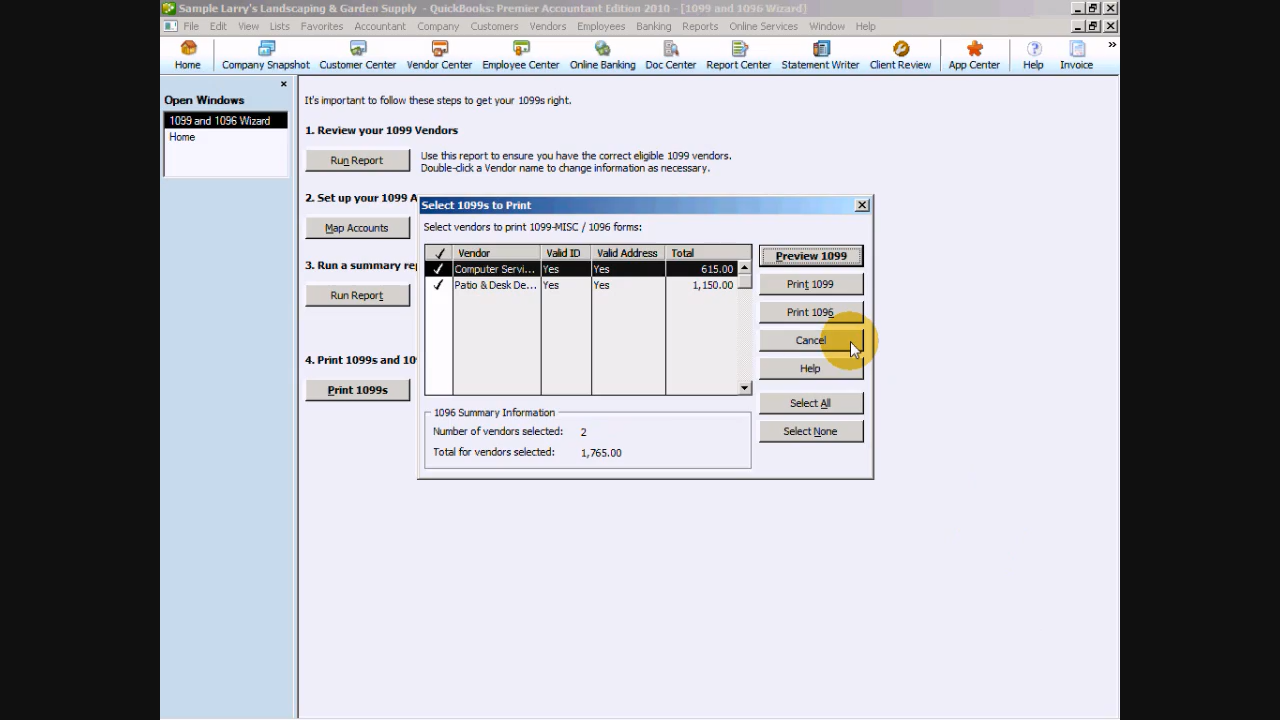 Sample Larry's Landscaping & Garden Supply - QuickBooks: Premier Accountant Edition 2010 - [1099 and 1096 Wizard]
File Edit View Lists Favorites Accountant Company Customers Vendors Employees Banking Reports Online Services Window Help
Home Company Snapshot Customer Center Vendor Center Employee Center Online Banking Doc Center Report Center Statement Writer Client Review App Center Help Invoice
Open Windows
1099 and 1096 Wizard
Home
It's important to follow these steps to get your 1099s right.
1. Review your 1099 Vendors
Run Report
Use this report to ensure you have the correct eligible 1099 vendors.
Double-click a Vendor name to change information as necessary.
2. Set up your 1099 A
Map Accounts
3. Run a summary rep
Run Report
4. Print 1099s and 10
Print 1099s
Select 1099s to Print
Select vendors to print 1099-MISC / 1096 forms:
Vendor Valid ID Valid Address Total
Computer Servi... Yes Yes 615.00
Patio & Desk De... Yes Yes 1,150.00
Preview 1099
Print 1099
Print 1096
Cancel
Help
Select All
Select None
1096 Summary Information
Number of vendors selected: 2
Total for vendors selected: 1,765.00